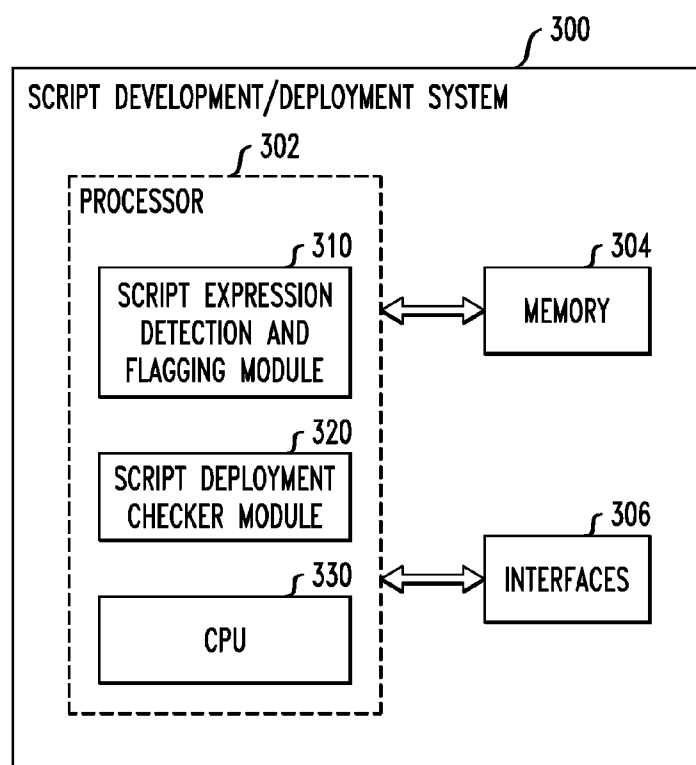 300
SCRIPT DEVELOPMENT/DEPLOYMENT SYSTEM
302
PROCESSOR
310
SCRIPT EXPRESSION
DETECTION AND
FLAGGING MODULE
304
MEMORY
320
SCRIPT DEPLOYMENT
CHECKER MODULE
306
INTERFACES
330
CPU